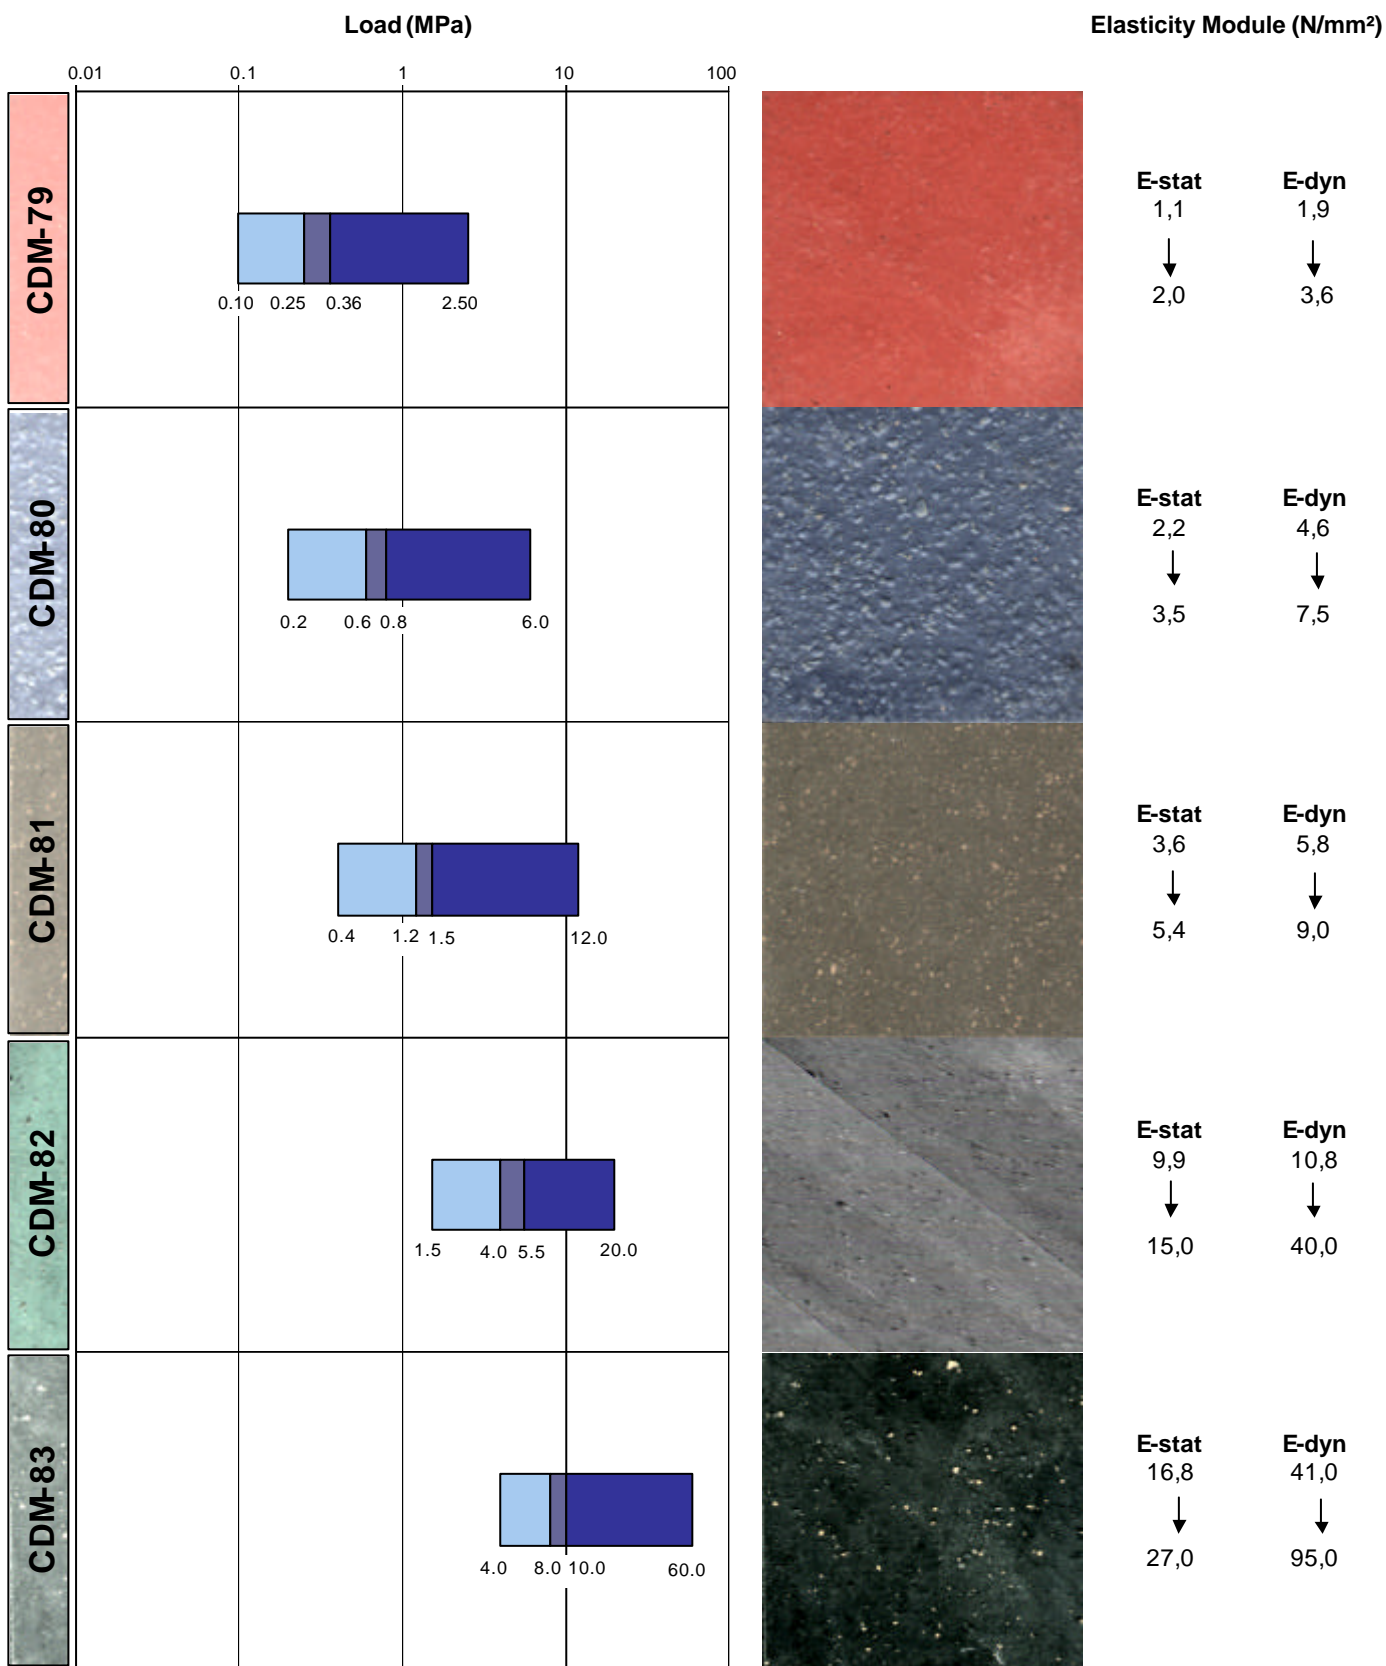 Load (MPa)
Elasticity Module (N/mm²)
0.01 0.1 1 10 100
CDM-79
0.10 0.25 0.36 2.50
E-stat E-dyn
1,1 1,9
2,0 3,6
CDM-80
0.2 0.6 0.8 6.0
E-stat E-dyn
2,2 4,6
3,5 7,5
CDM-81
0.4 1.2 1.5 12.0
E-stat E-dyn
3,6 5,8
5,4 9,0
CDM-82
1.5 4.0 5.5 20.0
E-stat E-dyn
9,9 10,8
15,0 40,0
CDM-83
4.0 8.0 10.0 60.0
E-stat E-dyn
16,8 41,0
27,0 95,0